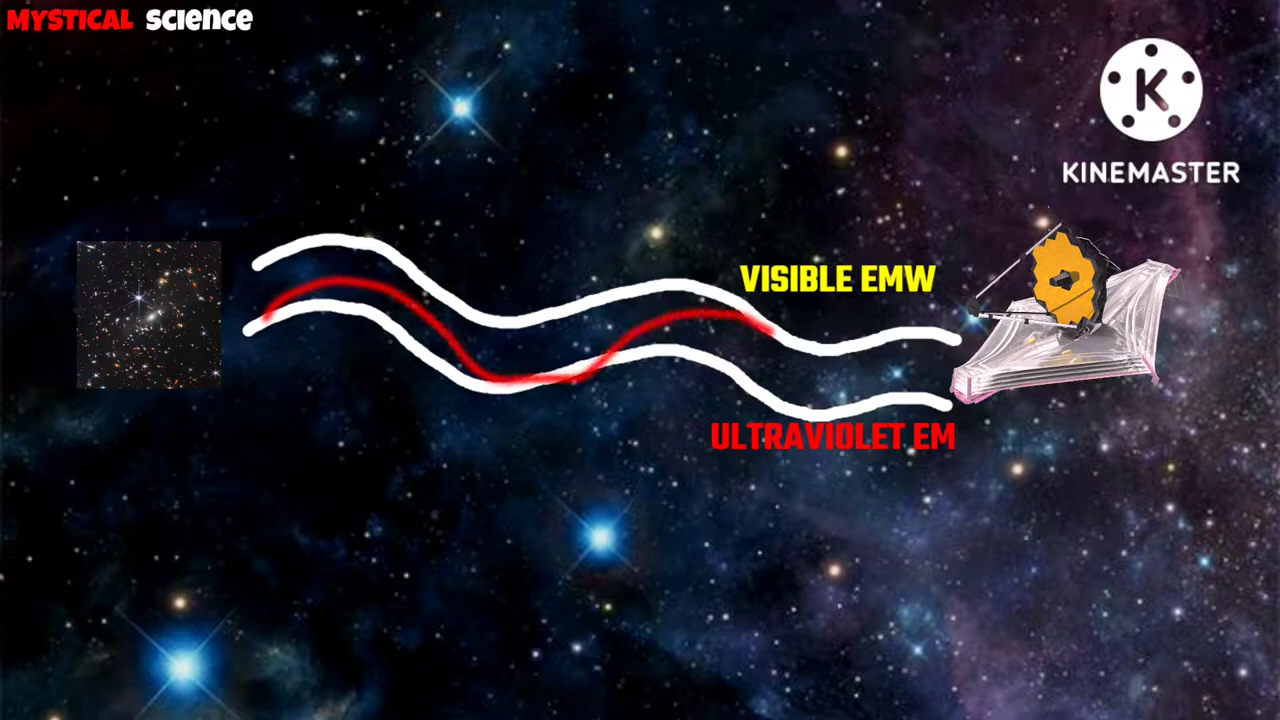 MYSTICAL SCIENCE
K
KINEMASTER
VISIBLE EMW
ULTRAVIOLET EM